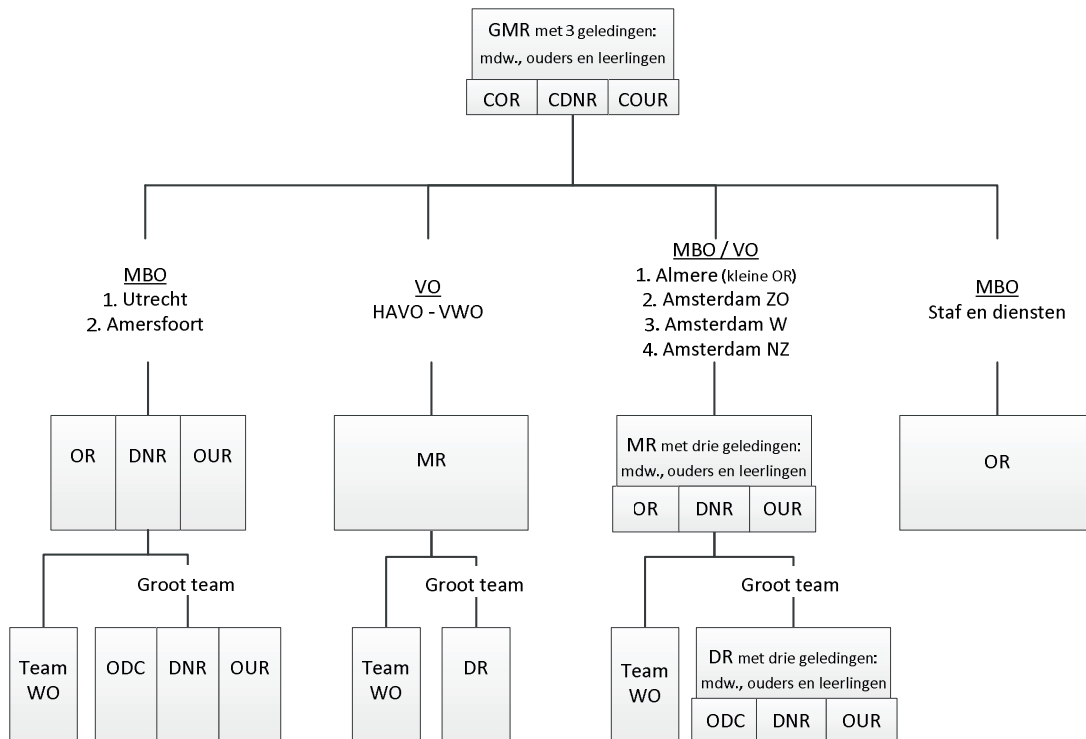 GMR met 3 geledingen:
mdw., ouders en leerlingen
COR CDNR COUR
MBO
1. Utrecht
2. Amersfoort
VO
HAVO - VWO
MBO / VO
1. Almere (kleine OR)
2. Amsterdam ZO
3. Amsterdam W
4. Amsterdam NZ
MBO
Staf en diensten
OR DNR OUR
MR
MR met drie geledingen:
mdw., ouders en leerlingen
OR DNR OUR
OR
Groot team
Groot team
Groot team
Team
WO
ODC DNR OUR
Team
WO
DR
Team
WO
DR met drie geledingen:
mdw., ouders en leerlingen
ODC DNR OUR